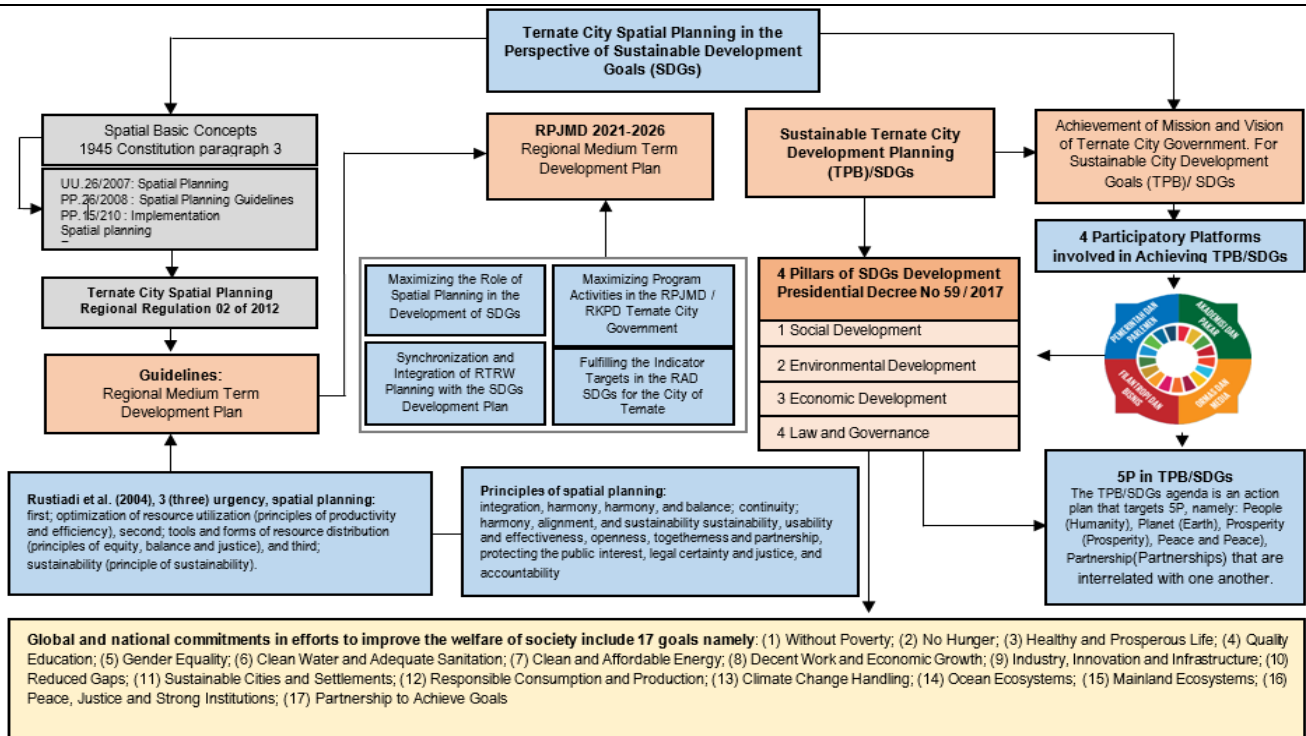 Ternate City Spatial Planning in the
Perspective of Sustainable Development
Goals (SDGs)
Spatial Basic Concepts
1945 Constitution paragraph 3
UU.26/2007: Spatial Planning
PP.26/2008 : Spatial Planning Guidelines
PP.15/210 : Implementation
Spatial planning
Ternate City Spatial Planning
Regional Regulation 02 of 2012
Guidelines:
Regional Medium Term
Development Plan
RPJMD 2021-2026
Regional Medium Term
Development Plan
Maximizing the Role of
Spatial Planning in the
Development of SDGs
Maximizing Program
Activities in the RPJMD /
RKPD Ternate City
Government
Synchronization and
Integration of RTRW
Planning with the SDGs
Development Plan
Fulfilling the Indicator
Targets in the RAD
SDGs for the City of
Ternate
Sustainable Ternate City
Development Planning
(TPB)/SDGs
4 Pillars of SDGs Development
Presidential Decree No 59 / 2017
1 Social Development
2 Environmental Development
3 Economic Development
4 Law and Governance
Achievement of Mission and Vision
of Ternate City Government. For
Sustainable City Development
Goals (TPB)/ SDGs
4 Participatory Platforms
involved in Achieving TPB/SDGs
PEMERINTAH DAN
PARLEMEN
AKADEMISI DAN
PAKAR
FILANTROPI DAN
BISNIS
ORMAS DAN
MEDIA
5P in TPB/SDGs
The TPB/SDGs agenda is an action
plan that targets 5P, namely: People
(Humanity), Planet (Earth), Prosperity
(Prosperity), Peace and Peace),
Partnership(Partnerships) that are
interrelated with one another.
Rustiadi et al. (2004), 3 (three) urgency, spatial planning:
first; optimization of resource utilization (principles of productivity
and efficiency), second; tools and forms of resource distribution
(principles of equity, balance and justice), and third;
sustainability (principle of sustainability).
Principles of spatial planning:
integration, harmony, harmony, and balance; continuity;
harmony, alignment, and sustainability sustainability, usability
and effectiveness, openness, togetherness and partnership,
protecting the public interest, legal certainty and justice, and
accountability
Global and national commitments in efforts to improve the welfare of society include 17 goals namely: (1) Without Poverty; (2) No Hunger; (3) Healthy and Prosperous Life; (4) Quality
Education; (5) Gender Equality; (6) Clean Water and Adequate Sanitation; (7) Clean and Affordable Energy; (8) Decent Work and Economic Growth; (9) Industry, Innovation and Infrastructure; (10)
Reduced Gaps; (11) Sustainable Cities and Settlements; (12) Responsible Consumption and Production; (13) Climate Change Handling; (14) Ocean Ecosystems; (15) Mainland Ecosystems; (16)
Peace, Justice and Strong Institutions; (17) Partnership to Achieve Goals